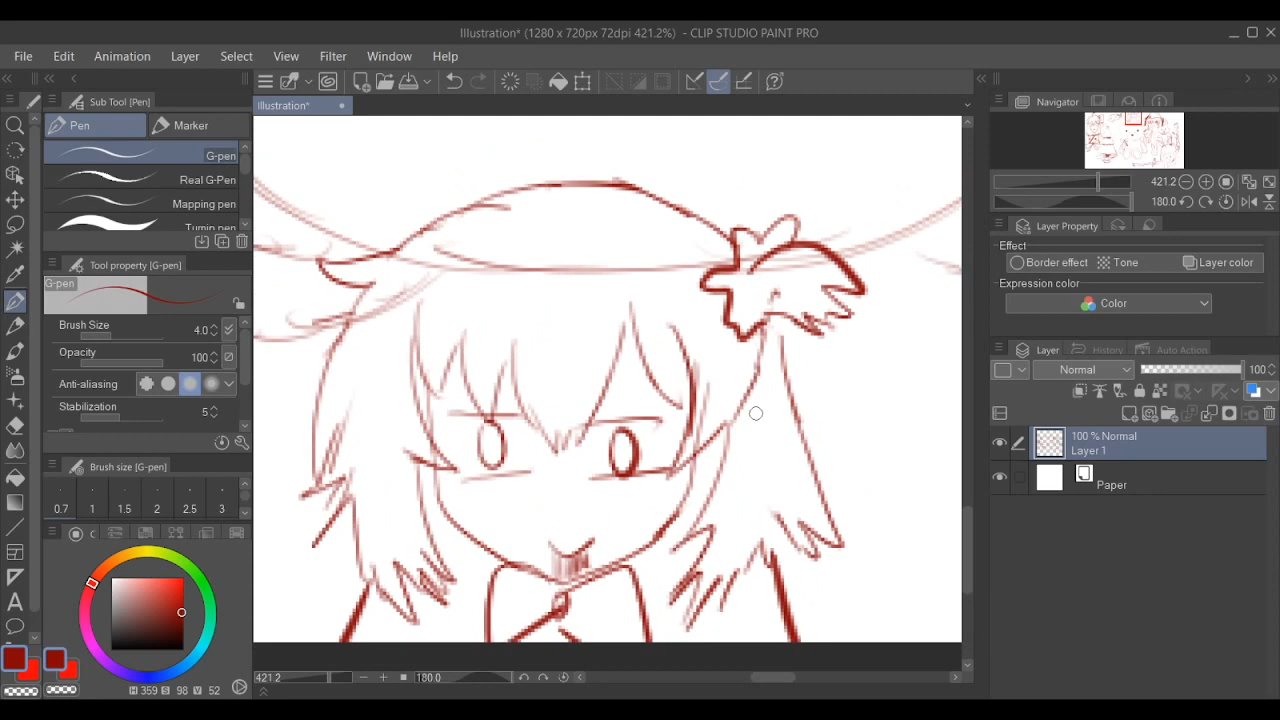 Illustration* (1280 x 720px 72dpi 421.2%) - CLIP STUDIO PAINT PRO
File Edit Animation Layer Select View Filter Window Help
Sub Tool [Pen]
Illustration*
Navigator
Pen Marker
G-pen
Real G-Pen
Mapping pen
Turnip pen
421.2
180.0
Layer Property
Effect
Border effect Tone Layer color
Expression color
Color
Tool property [G-pen]
G-pen
Brush Size 4.0
Opacity 100
Anti-aliasing
Stabilization 5
Layer History Auto Action
Normal 100
100 % Normal
Layer 1
Paper
Brush size [G-pen]
0.7 1 1.5 2 2.5 3
C
H 359 S 98 V 52
421.2 180.0